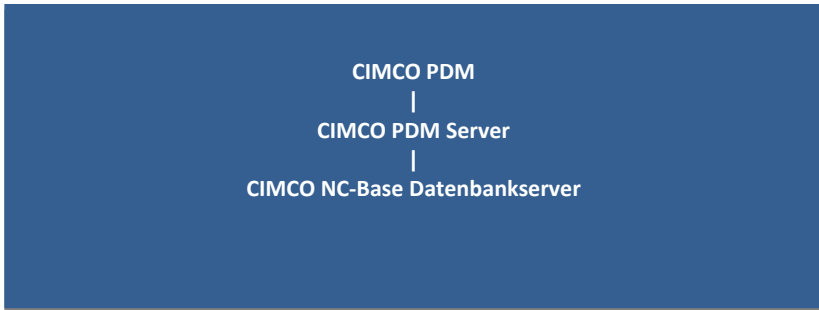 CIMCO PDM
|
CIMCO PDM Server
|
CIMCO NC-Base Datenbankserver